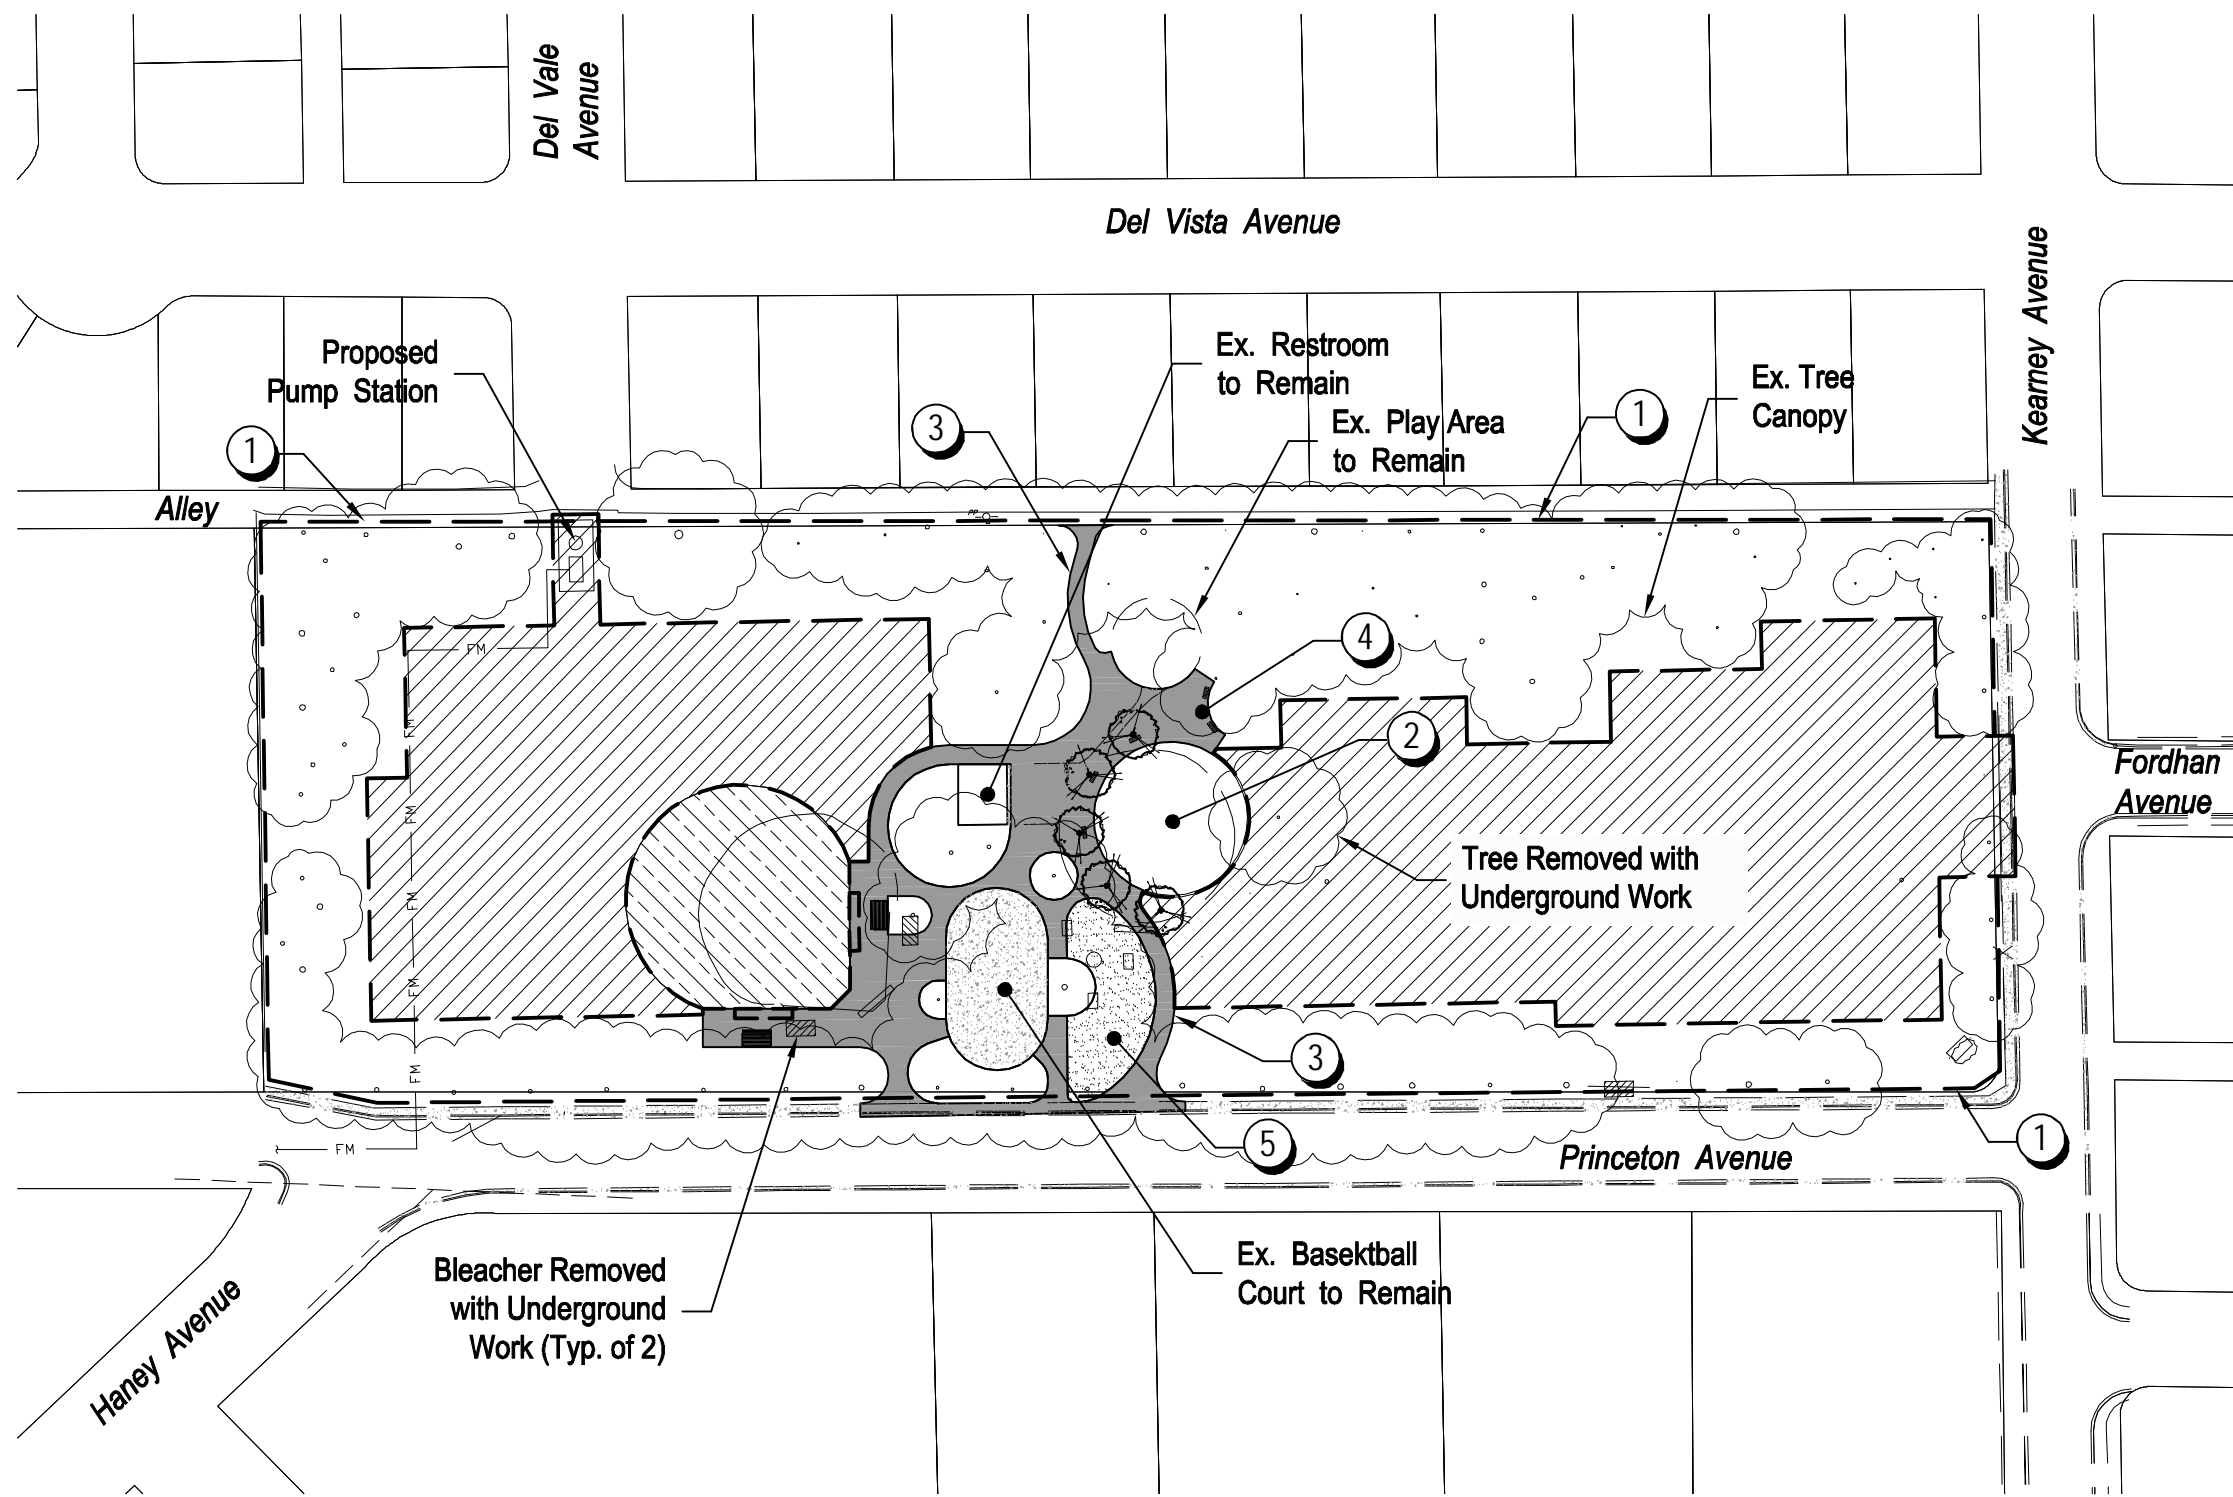 Del Vale
Avenue
Del Vista Avenue
Kearney Avenue
Proposed
Pump Station
Ex. Restroom
to Remain
Ex. Tree
Canopy
1
3
Ex. Play Area
to Remain
1
Alley
PP
4
FM
FM
2
Fordhan
Avenue
FM
Tree Removed with
Underground Work
FM
FM
3
FM
5
1
FM
Princeton Avenue
Bleacher Removed
with Underground
Work (Typ. of 2)
Ex. Basektball
Court to Remain
Haney Avenue